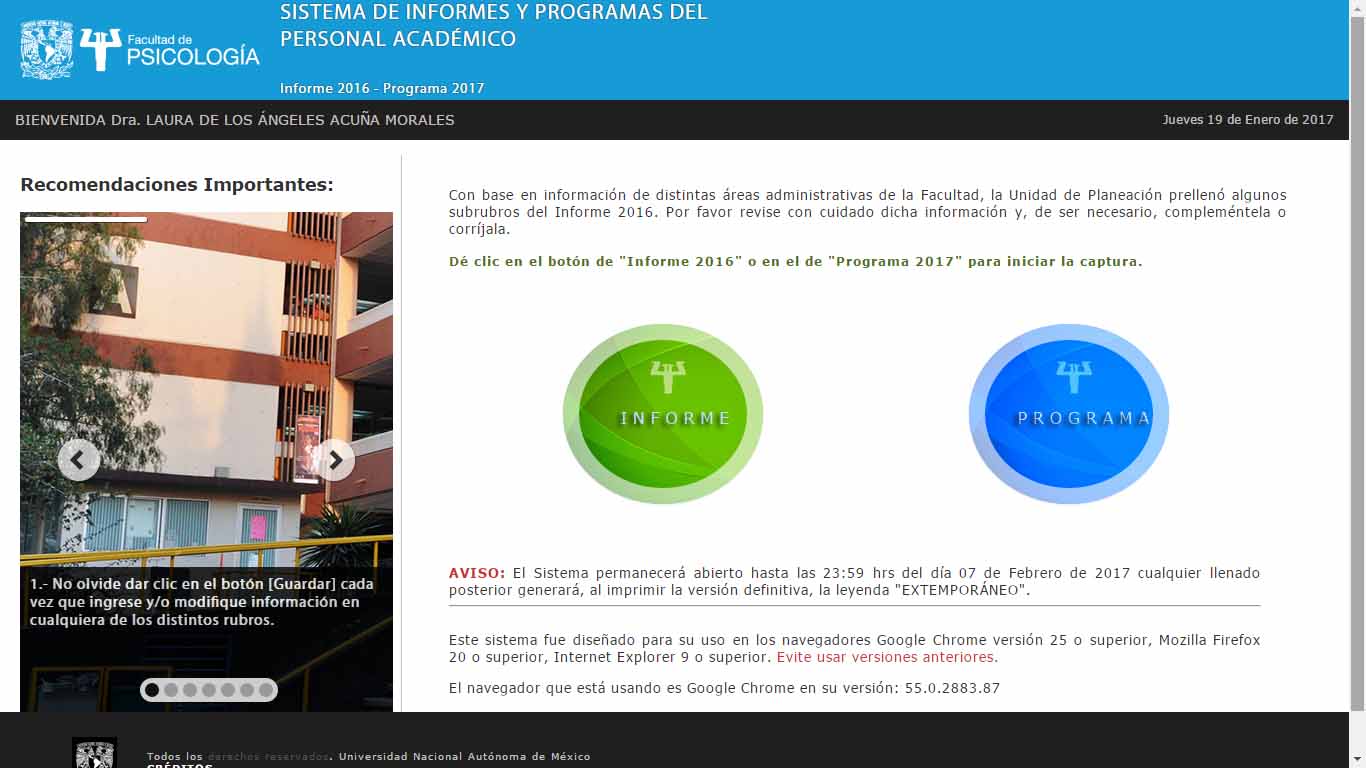 Facultad de
PSICOLOGÍA
SISTEMA DE INFORMES Y PROGRAMAS DEL
PERSONAL ACADÉMICO
Informe 2016 - Programa 2017
BIENVENIDA Dra. LAURA DE LOS ÁNGELES ACUÑA MORALES
Jueves 19 de Enero de 2017
Recomendaciones Importantes:
A
1.- No olvide dar clic en el botón [Guardar] cada
vez que ingrese y/o modifique información en
cualquiera de los distintos rubros.
Con base en información de distintas áreas administrativas de la Facultad, la Unidad de Planeación prellenó algunos
subrubros del Informe 2016. Por favor revise con cuidado dicha información y, de ser necesario, compleméntela o
corríjala.
Dé clic en el botón de "Informe 2016" o en el de "Programa 2017" para iniciar la captura.
INFORME
PROGRAMA
AVISO: El Sistema permanecerá abierto hasta las 23:59 hrs del día 07 de Febrero de 2017 cualquier llenado
posterior generará, al imprimir la versión definitiva, la leyenda "EXTEMPORÁNEO".
Este sistema fue diseñado para su uso en los navegadores Google Chrome versión 25 o superior, Mozilla Firefox
20 o superior, Internet Explorer 9 o superior. Evite usar versiones anteriores.
El navegador que está usando es Google Chrome en su versión: 55.0.2883.87
Todos los derechos reservados. Universidad Nacional Autónoma de México
CRÉDITOS